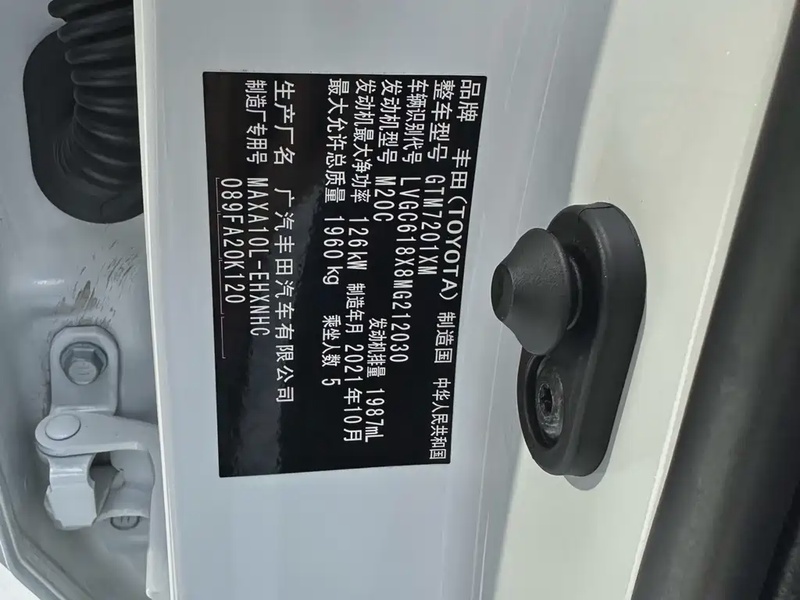 品牌 丰田(TOYOTA) 制造国 中华人民共和国
整车型号 GTM7201XM
车辆识别代号 LVGC618X8MG212030
发动机型号 M20C 发动机排量 1987mL
发动机最大净功率 126kW 制造年月 2021年10月
最大允许总质量 1960kg 乘坐人数 5
生产厂名 广汽丰田汽车有限公司
制造厂专用号 MAXA10L-EHXNHC
089FA20K120